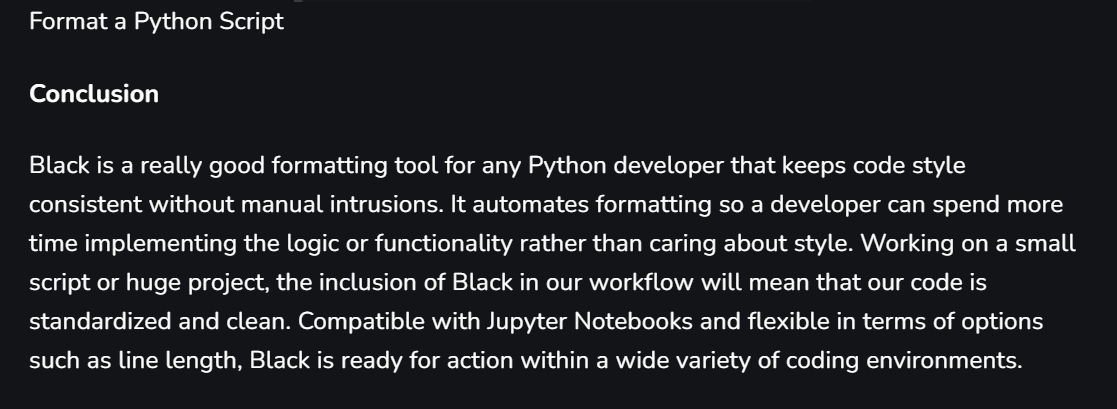 Format a Python Script
Conclusion
Black is a really good formatting tool for any Python developer that keeps code style
consistent without manual intrusions. It automates formatting so a developer can spend more
time implementing the logic or functionality rather than caring about style. Working on a small
script or huge project, the inclusion of Black in our workflow will mean that our code is
standardized and clean. Compatible with Jupyter Notebooks and flexible in terms of options
such as line length, Black is ready for action within a wide variety of coding environments.